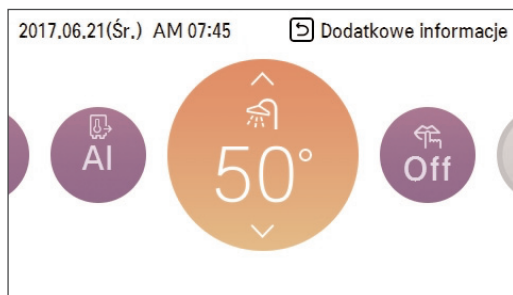 2017.06.21(Śr.) AM 07:45
Dodatkowe informacje
AI
50°
Off